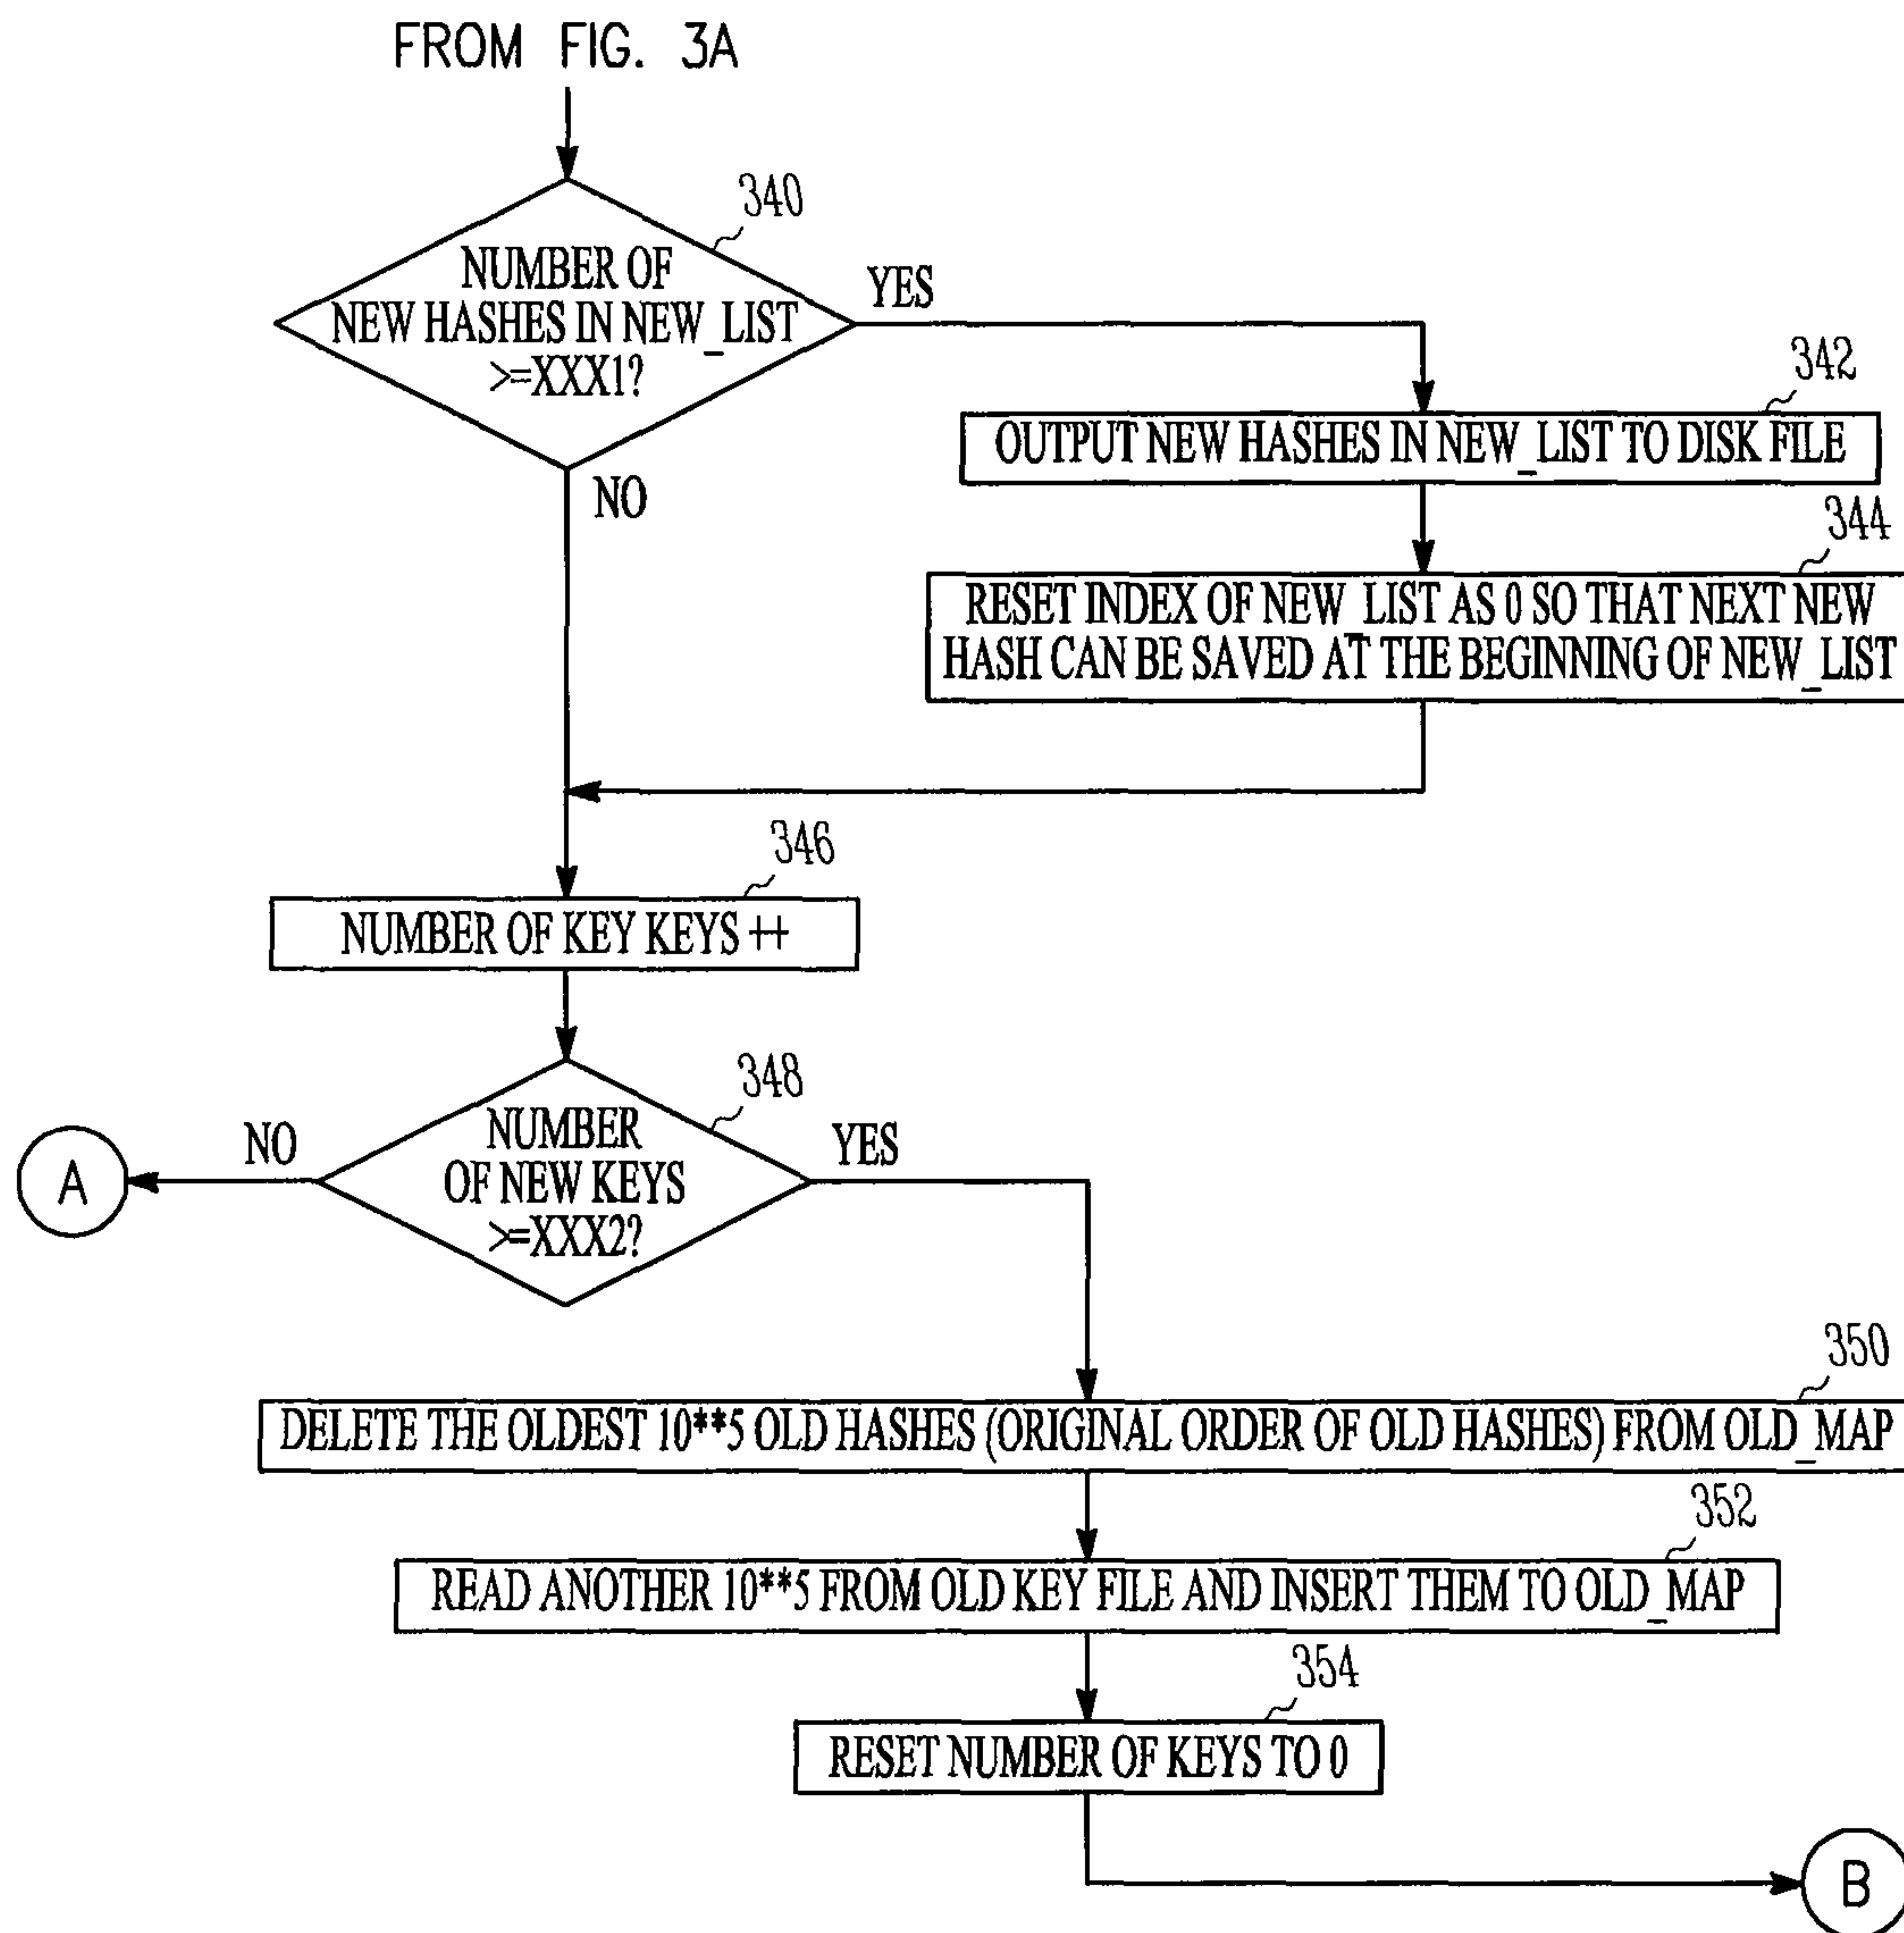 FROM FIG. 3A
340
NUMBER OF
NEW HASHES IN NEW_LIST
>=XXX1?
YES
NO
342
OUTPUT NEW HASHES IN NEW_LIST TO DISK FILE
344
RESET INDEX OF NEW_LIST AS 0 SO THAT NEXT NEW
HASH CAN BE SAVED AT THE BEGINNING OF NEW_LIST
346
NUMBER OF KEY KEYS ++
348
NUMBER
OF NEW KEYS
>=XXX2?
NO
YES
A
350
DELETE THE OLDEST 10**5 OLD HASHES (ORIGINAL ORDER OF OLD HASHES) FROM OLD_MAP
352
READ ANOTHER 10**5 FROM OLD KEY FILE AND INSERT THEM TO OLD_MAP
354
RESET NUMBER OF KEYS TO 0
B